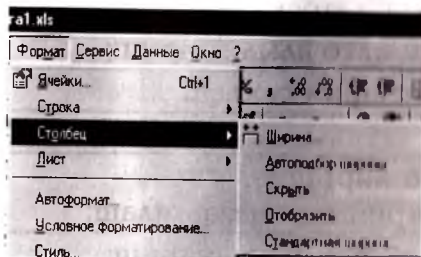 ra1.xls
Формат Сервис Данные Окно ?
Ячейки... Ctrl+1
Строка
Столбец
Ширина
Лист
Автоподбор ширины
Скрыть
Автоформат
Отобразить
Условное форматирование...
Стандартная ширина...
Стиль...